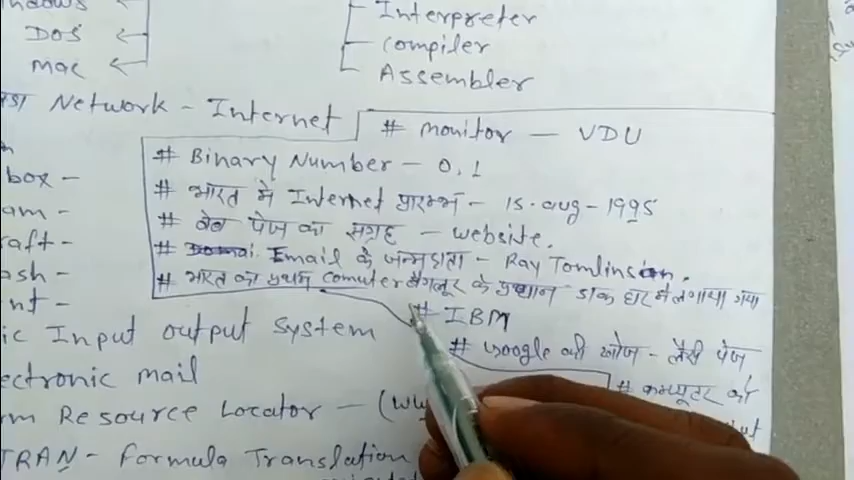 DOS
Mac
Interpreter
Compiler
Assembler
Network - Internet
# monitor - VDU
# Binary Number - 0, 1
# भारत मे Internet प्रारम्भ - 15-aug-1995
# वेब पेज का संग्रह - website.
# Email के जन्मदाता - Ray Tomlinson.
# भारत का प्रथम Comuter बैंगलूर के प्रधान डाक घर मे लगाया गया
# IBM
# Google की खोज - लैरी पेज
# कम्प्यूटर को
box -
am -
raft -
ash -
nt -
ic Input output System
ectronic mail
rm Resource Locator - (ww
TRAN - Formula Translation